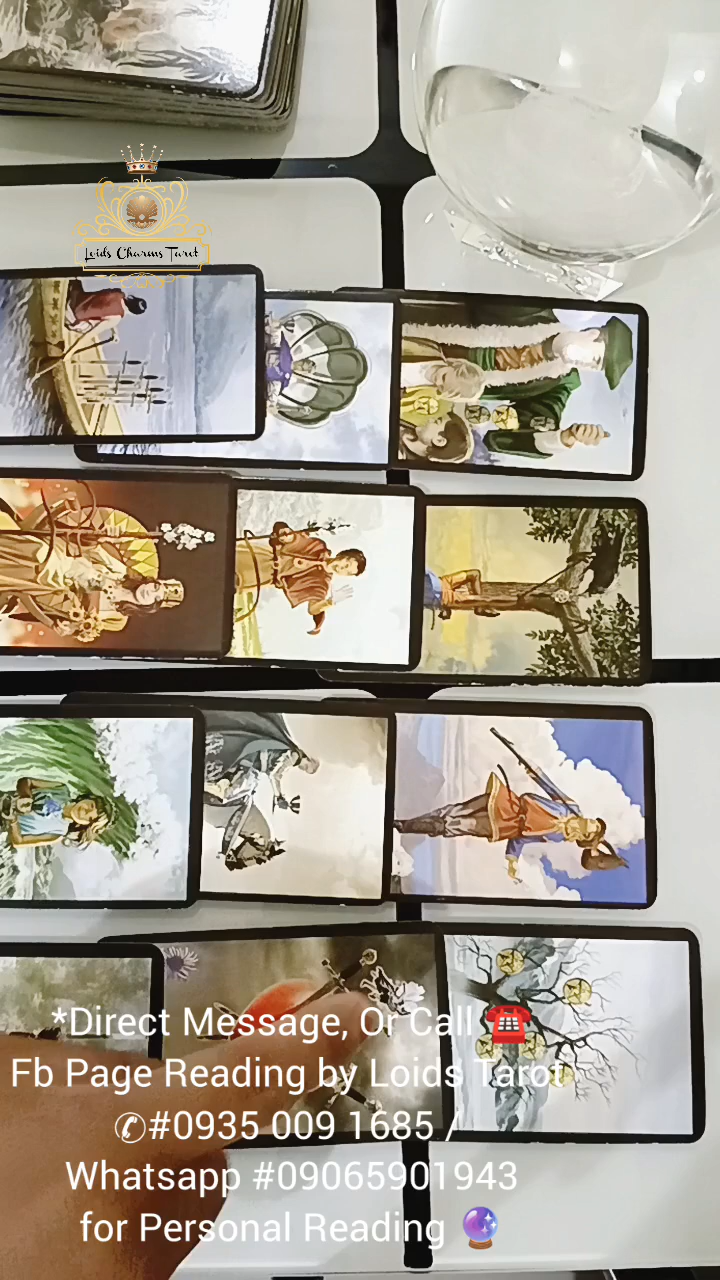 Loids Charms Tarot
*Direct Message, Or Call ☎️
Fb Page Reading by Loids Tarot
✆#0935 009 1685 /
Whatsapp #09065901943
for Personal Reading 🔮